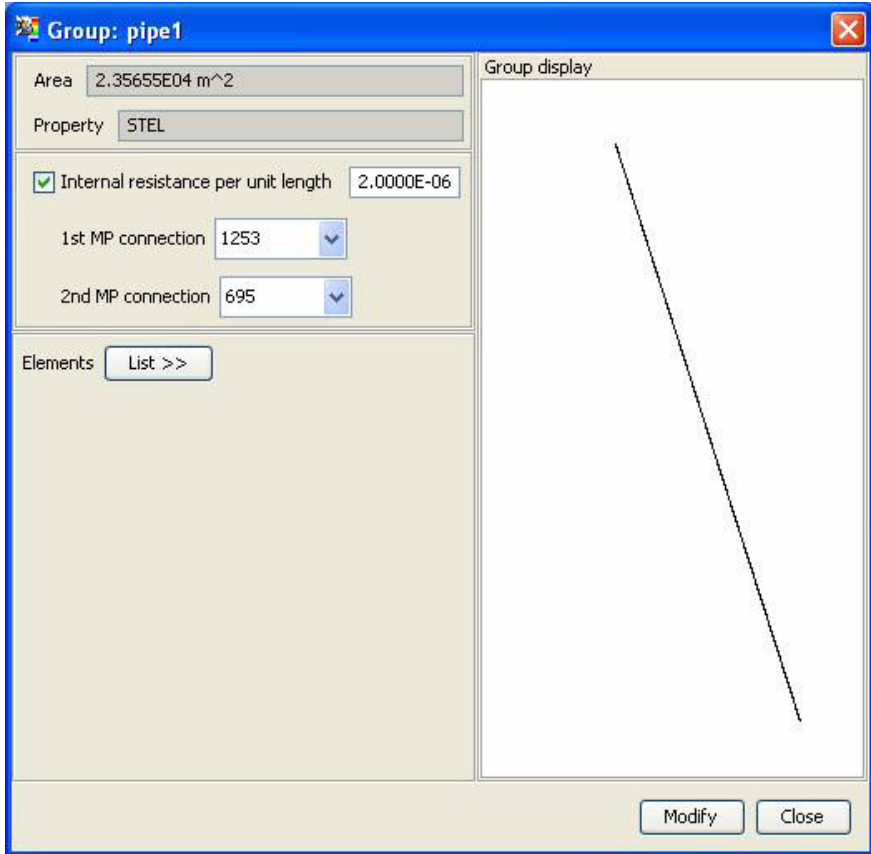 Group: pipe1
Area 2.35655E04 m^2
Property STEL
Internal resistance per unit length 2.0000E-06
1st MP connection 1253
2nd MP connection 695
Elements List >>
Group display
Modify Close